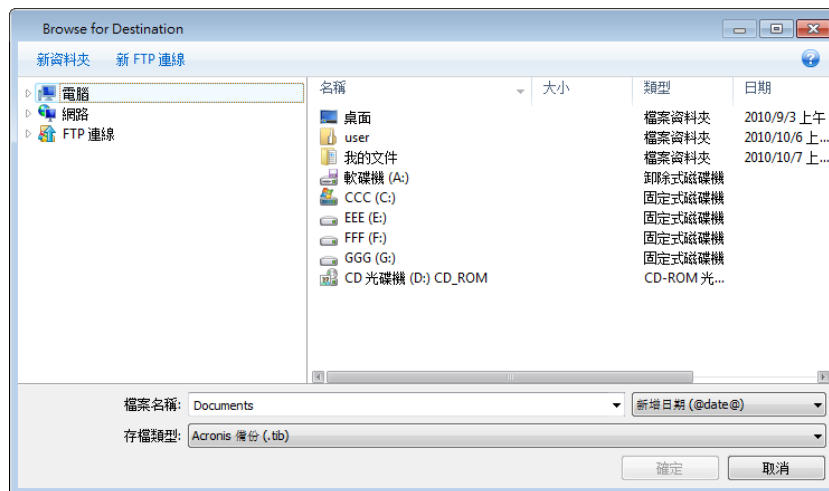 Browse for Destination
新資料夾 新 FTP 連線
電腦
網路
FTP 連線
名稱 大小 類型 日期
桌面 檔案資料夾 2010/9/3 上午
user 檔案資料夾 2010/10/6 上...
我的文件 檔案資料夾 2010/10/7 上...
軟碟機 (A:) 卸除式磁碟機
CCC (C:) 固定式磁碟機
EEE (E:) 固定式磁碟機
FFF (F:) 固定式磁碟機
GGG (G:) 固定式磁碟機
CD 光碟機 (D:) CD_ROM CD-ROM 光...
檔案名稱: Documents 新增日期 (@date@)
存檔類型: Acronis 備份 (.tib)
確定 取消